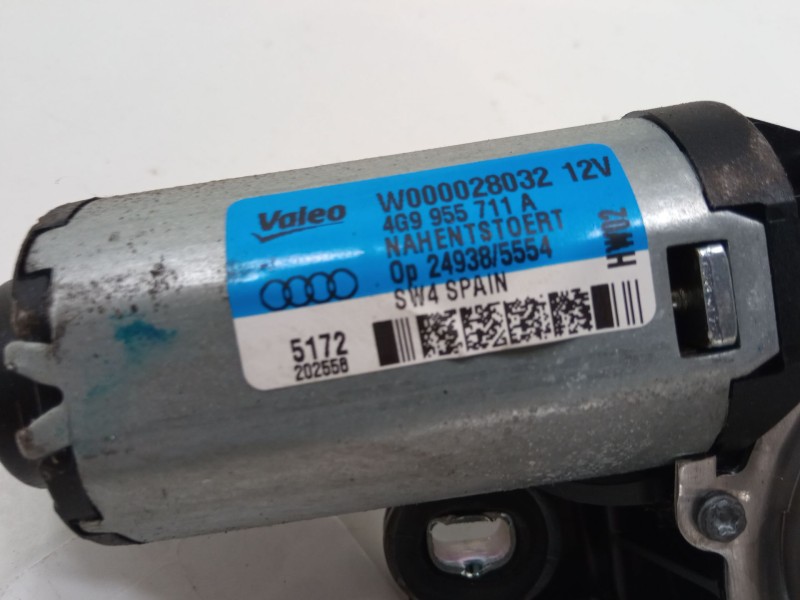 Valeo
W000028032 12V
4G9 955 711 A
NAHENTSTOERT
Op 24938/5554
SW4 SPAIN
HW02
5172
202558